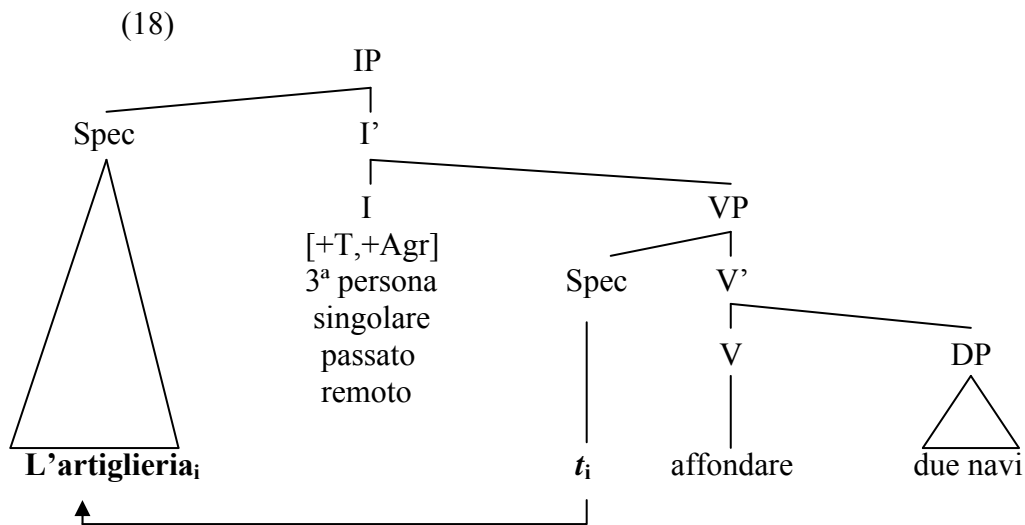 (18)
IP
Spec I’
I VP
[+T,+Agr]
3ª persona Spec V’
singolare
passato V DP
remoto
L’artiglieriaᵢ tᵢ affondare due navi